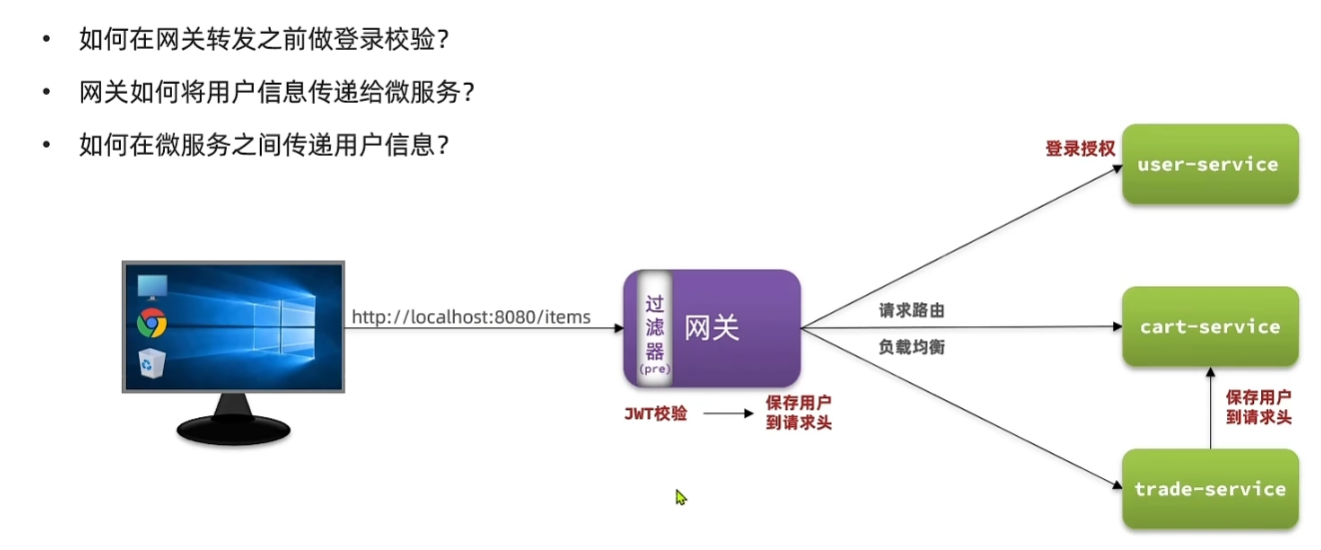 如何在网关转发之前做登录校验？
网关如何将用户信息传递给微服务？
如何在微服务之间传递用户信息？
登录授权
user-service
http://localhost:8080/items
过滤器
(pre)
网关
请求路由
负载均衡
cart-service
JWT校验
保存用户
到请求头
保存用户
到请求头
trade-service